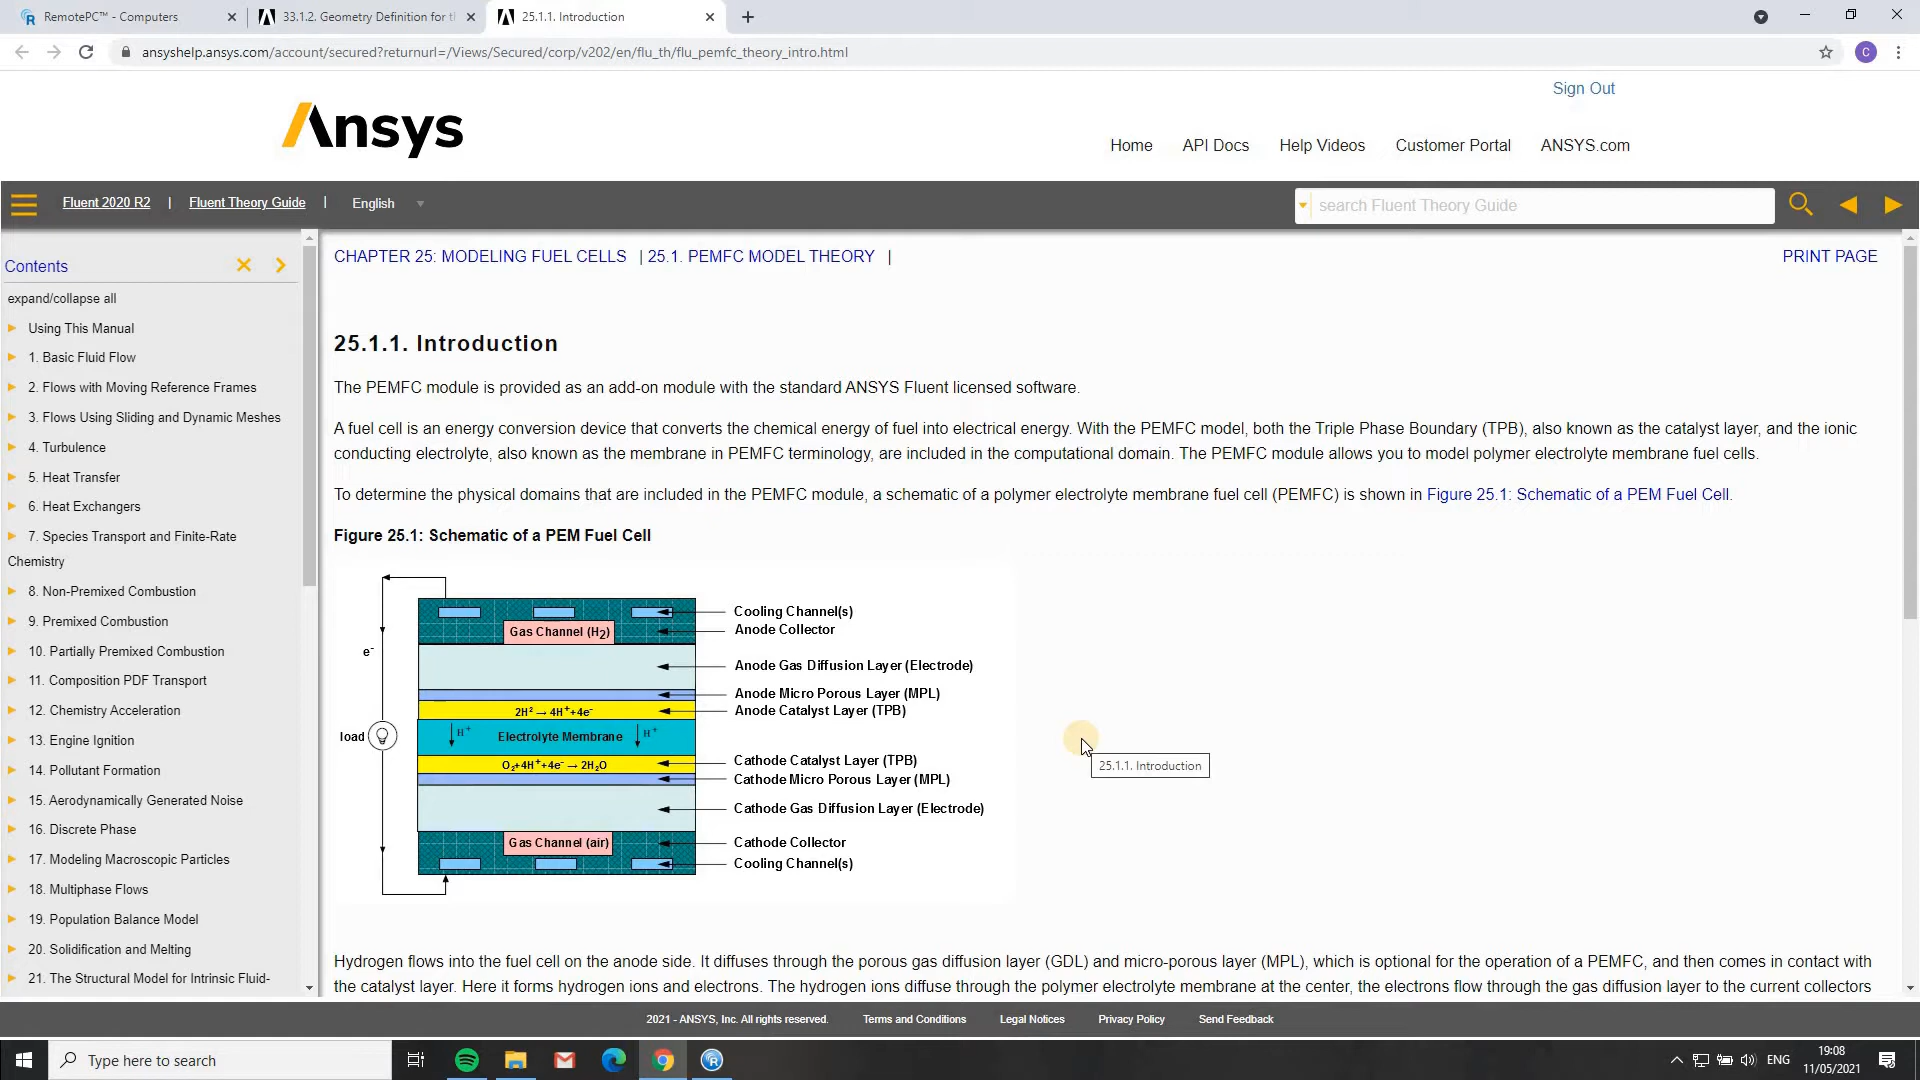 RemotePC™ - Computers
33.1.2. Geometry Definition for th
25.1.1. Introduction
ansyshelp.ansys.com/account/secured?returnurl=/Views/Secured/corp/v202/en/flu_th/flu_pemfc_theory_intro.html
C
Sign Out
Ansys
Home
API Docs
Help Videos
Customer Portal
ANSYS.com
Fluent 2020 R2 |
Fluent Theory Guide |
English
search Fluent Theory Guide
Contents
expand/collapse all
Using This Manual
1. Basic Fluid Flow
2. Flows with Moving Reference Frames
3. Flows Using Sliding and Dynamic Meshes
4. Turbulence
5. Heat Transfer
6. Heat Exchangers
7. Species Transport and Finite-Rate
Chemistry
8. Non-Premixed Combustion
9. Premixed Combustion
10. Partially Premixed Combustion
11. Composition PDF Transport
12. Chemistry Acceleration
13. Engine Ignition
14. Pollutant Formation
15. Aerodynamically Generated Noise
16. Discrete Phase
17. Modeling Macroscopic Particles
18. Multiphase Flows
19. Population Balance Model
20. Solidification and Melting
21. The Structural Model for Intrinsic Fluid-
CHAPTER 25: MODELING FUEL CELLS | 25.1. PEMFC MODEL THEORY |
PRINT PAGE
25.1.1. Introduction
The PEMFC module is provided as an add-on module with the standard ANSYS Fluent licensed software.
A fuel cell is an energy conversion device that converts the chemical energy of fuel into electrical energy. With the PEMFC model, both the Triple Phase Boundary (TPB), also known as the catalyst layer, and the ionic
conducting electrolyte, also known as the membrane in PEMFC terminology, are included in the computational domain. The PEMFC module allows you to model polymer electrolyte membrane fuel cells.
To determine the physical domains that are included in the PEMFC module, a schematic of a polymer electrolyte membrane fuel cell (PEMFC) is shown in Figure 25.1: Schematic of a PEM Fuel Cell.
Figure 25.1: Schematic of a PEM Fuel Cell
Cooling Channel(s)
Gas Channel (H₂)
Anode Collector
e⁻
Anode Gas Diffusion Layer (Electrode)
Anode Micro Porous Layer (MPL)
2H² → 4H⁺+4e⁻
Anode Catalyst Layer (TPB)
load
H⁺
Electrolyte Membrane
H⁺
O₂+4H⁺+4e⁻ → 2H₂O
Cathode Catalyst Layer (TPB)
Cathode Micro Porous Layer (MPL)
Cathode Gas Diffusion Layer (Electrode)
Gas Channel (air)
Cathode Collector
Cooling Channel(s)
25.1.1. Introduction
Hydrogen flows into the fuel cell on the anode side. It diffuses through the porous gas diffusion layer (GDL) and micro-porous layer (MPL), which is optional for the operation of a PEMFC, and then comes in contact with
the catalyst layer. Here it forms hydrogen ions and electrons. The hydrogen ions diffuse through the polymer electrolyte membrane at the center, the electrons flow through the gas diffusion layer to the current collectors
2021 - ANSYS, Inc. All rights reserved.
Terms and Conditions
Legal Notices
Privacy Policy
Send Feedback
Type here to search
ENG
19:08
11/05/2021